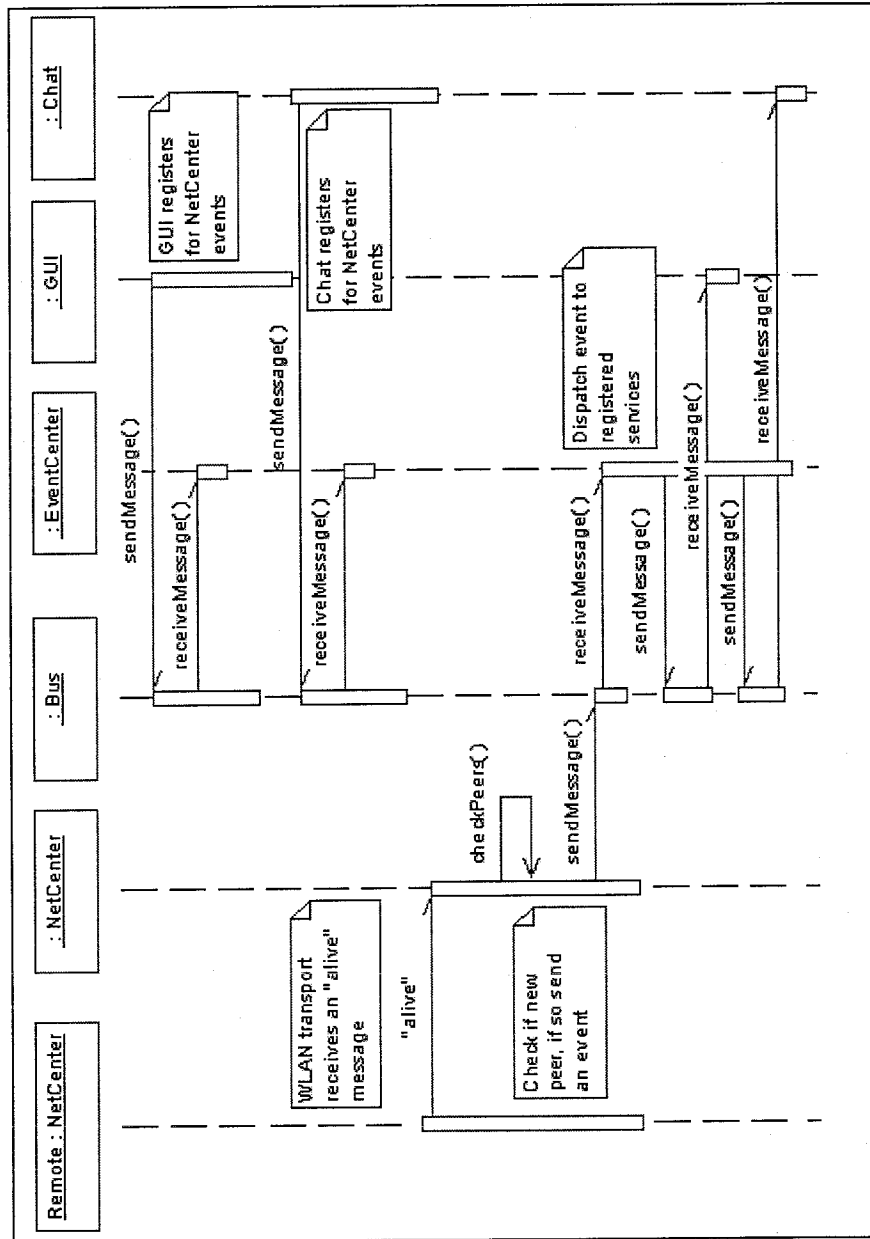 Remote : NetCenter
: NetCenter
: Bus
: EventCenter
: GUI
: Chat
sendMessage()
GUI registers
for NetCenter
events
receiveMessage()
sendMessage()
Chat registers
for NetCenter
events
receiveMessage()
WLAN transport
receives an "alive"
message
"alive"
checkPeers()
Check if new
peer, if so send
an event
sendMessage()
receiveMessage()
Dispatch event to
registered
services
sendMessage()
receiveMessage()
sendMessage()
receiveMessage()